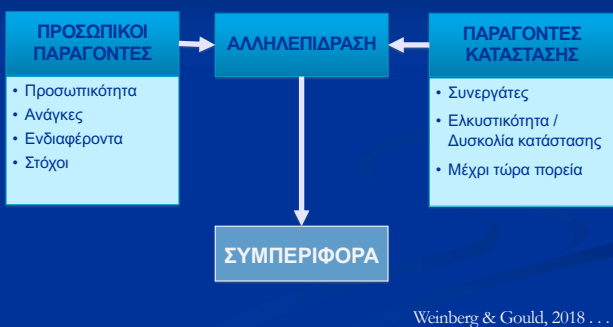 ΠΡΟΣΩΠΙΚΟΙ
ΠΑΡΑΓΟΝΤΕΣ
• Προσωπικότητα
• Ανάγκες
• Ενδιαφέροντα
• Στόχοι
ΑΛΛΗΛΕΠΙΔΡΑΣΗ
ΠΑΡΑΓΟΝΤΕΣ
ΚΑΤΑΣΤΑΣΗΣ
• Συνεργάτες
• Ελκυστικότητα /
Δυσκολία κατάστασης
• Μέχρι τώρα πορεία
ΣΥΜΠΕΡΙΦΟΡΑ
Weinberg & Gould, 2018 . . .